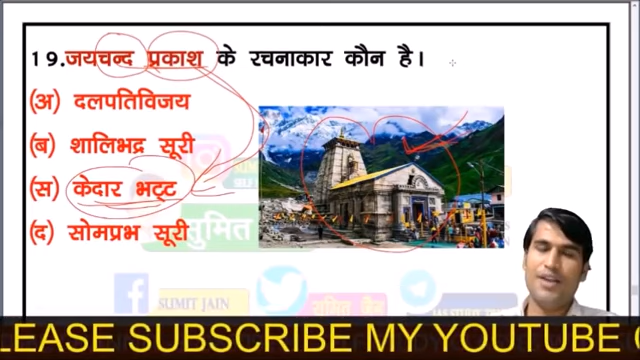 19.जयचन्द प्रकाश के रचनाकार कौन है।
(अ) दलपतिविजय
(ब) शालिभद्र सूरी
(स) केदार भट्ट
(द) सोमप्रभ सूरी
सुमित
SUMIT JAIN
सुमित जैन
LEASE SUBSCRIBE MY YOUTUBE